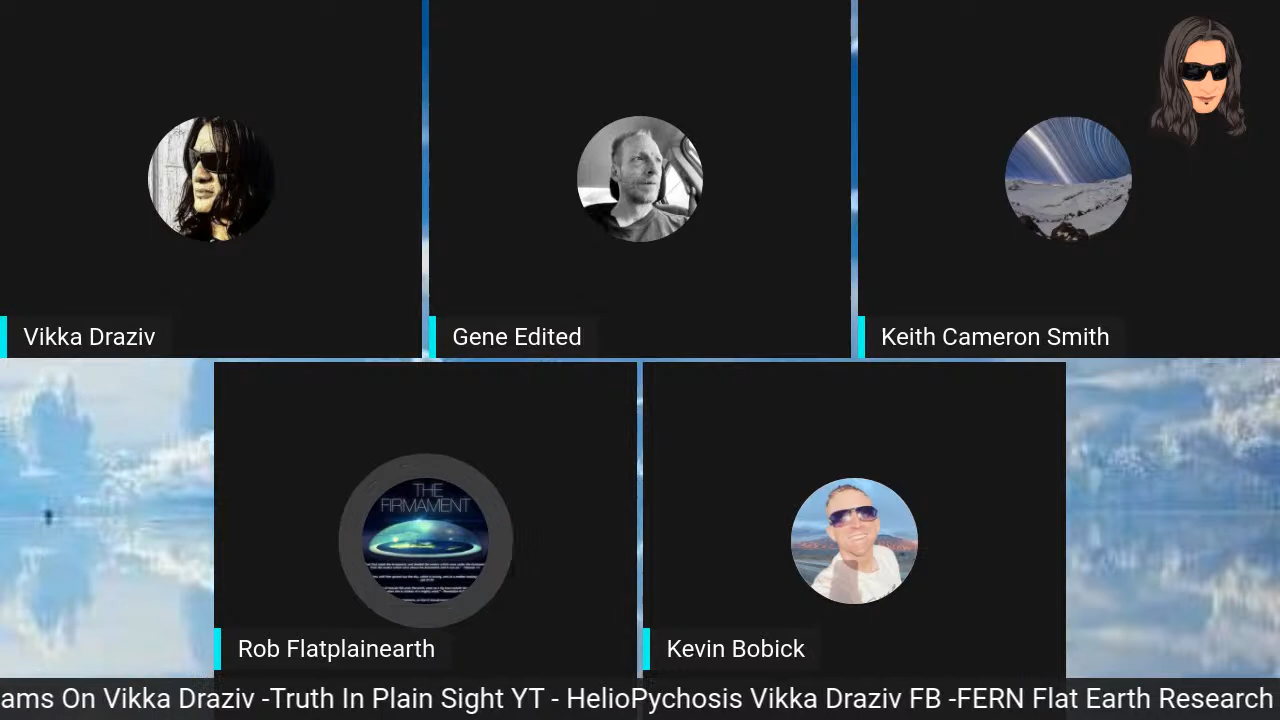 Vikka Draziv
Gene Edited
Keith Cameron Smith
THE
FIRMAMENT
Rob Flatplainearth
Kevin Bobick
ams On Vikka Draziv -Truth In Plain Sight YT - HelioPychosis Vikka Draziv FB -FERN Flat Earth Research